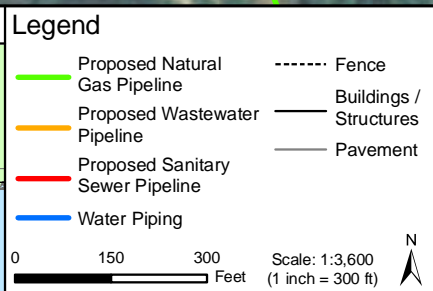 Legend
Proposed Natural
Gas Pipeline
Proposed Wastewater
Pipeline
Proposed Sanitary
Sewer Pipeline
Water Piping
Fence
Buildings /
Structures
Pavement
0 150 300
Feet
Scale: 1:3,600
(1 inch = 300 ft)
N